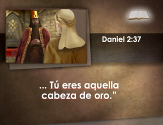 Daniel 2:37
... Tú eres aquella
cabeza de oro."